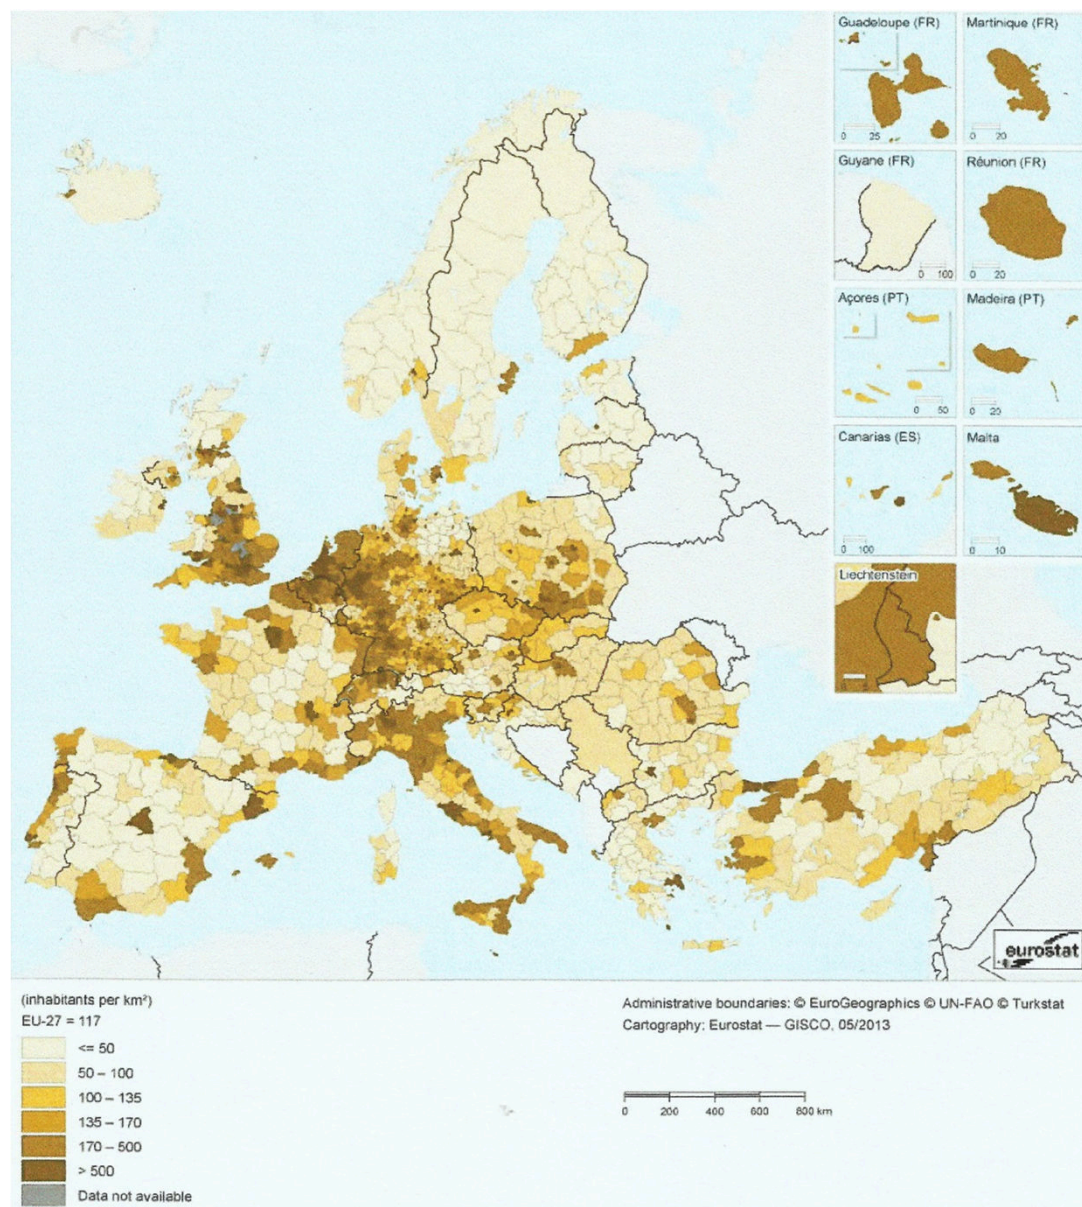 Guadeloupe (FR)
Martinique (FR)
0 25
0 20
Guyane (FR)
Réunion (FR)
0 100
0 20
Açores (PT)
Madeira (PT)
0 50
0 20
Canarias (ES)
Malta
0 100
0 10
Liechtenstein
eurostat
(inhabitants per km²)
EU-27 = 117
<= 50
50 – 100
100 – 135
135 – 170
170 – 500
> 500
Data not available
Administrative boundaries: © EuroGeographics © UN-FAO © Turkstat
Cartography: Eurostat — GISCO, 05/2013
0 200 400 600 800 km